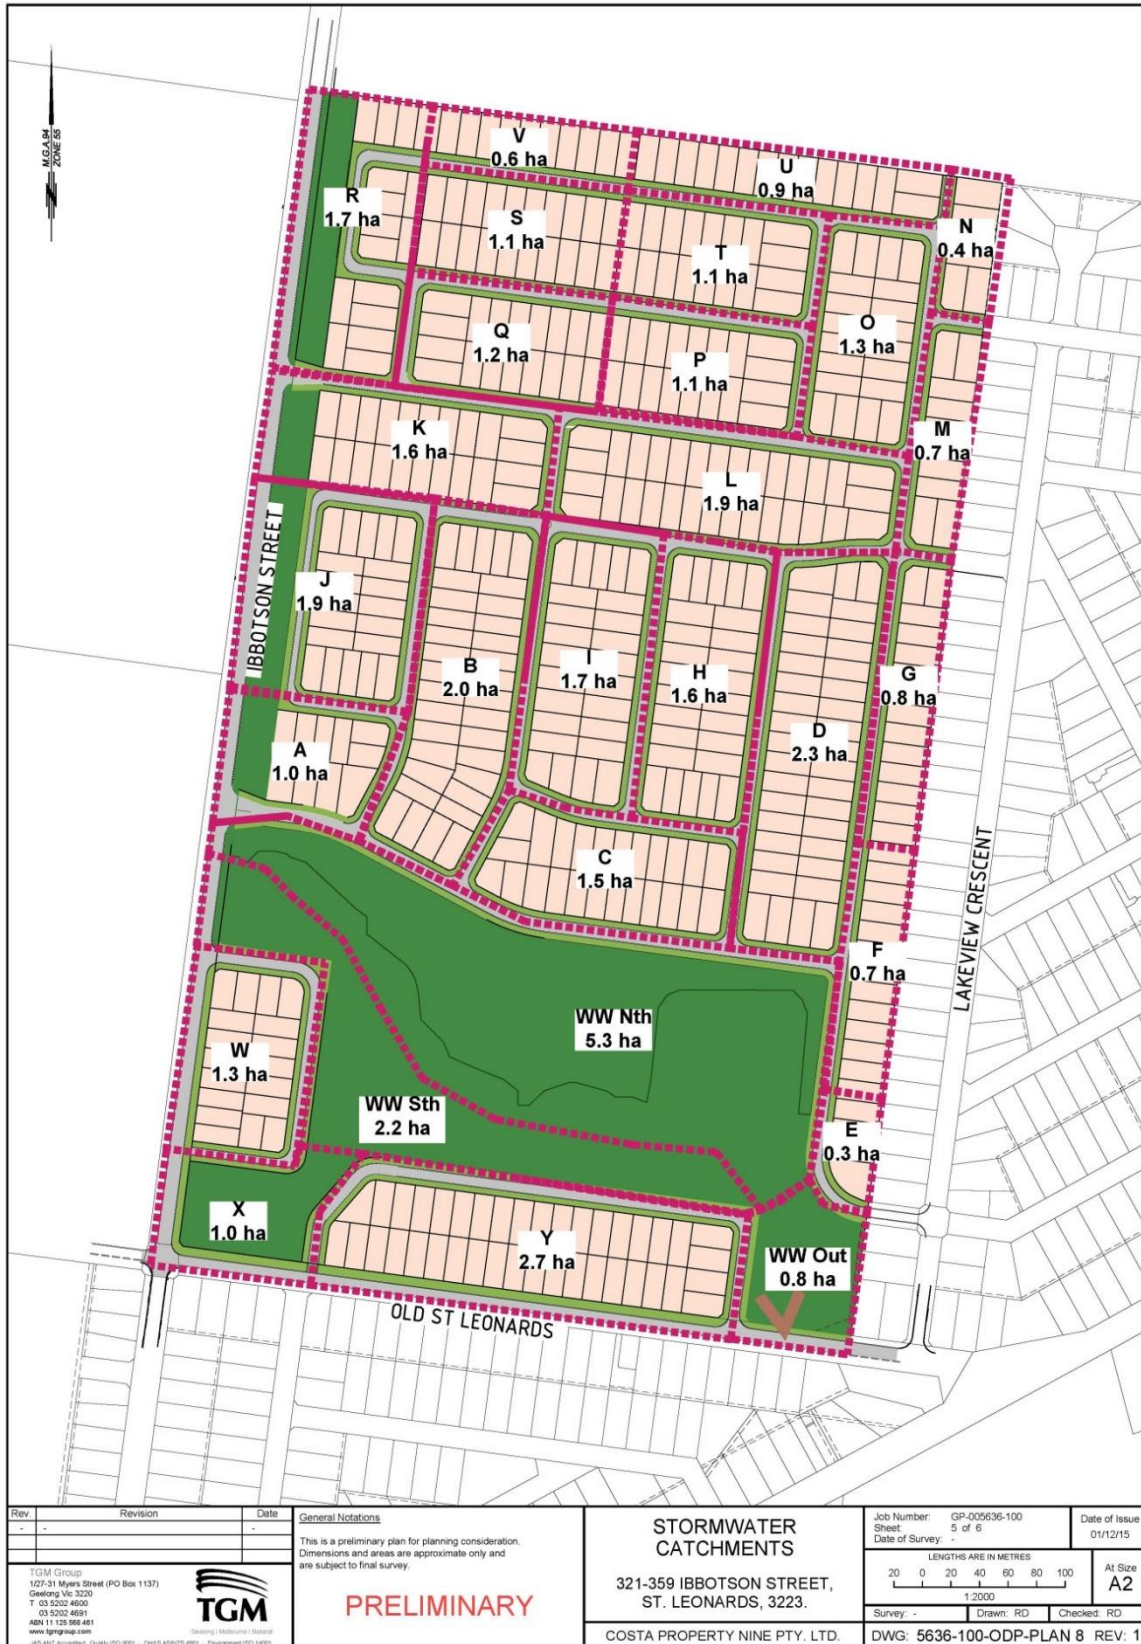 M.G.A.94
ZONE 55
V
0.6 ha
U
0.9 ha
R
1.7 ha
S
1.1 ha
N
0.4 ha
T
1.1 ha
Q
1.2 ha
O
1.3 ha
P
1.1 ha
K
1.6 ha
M
0.7 ha
L
1.9 ha
IBBOTSON STREET
J
1.9 ha
B
2.0 ha
I
1.7 ha
H
1.6 ha
G
0.8 ha
D
2.3 ha
A
1.0 ha
C
1.5 ha
LAKEVIEW CRESCENT
F
0.7 ha
WW Nth
5.3 ha
W
1.3 ha
WW Sth
2.2 ha
E
0.3 ha
X
1.0 ha
Y
2.7 ha
WW Out
0.8 ha
OLD ST LEONARDS
Rev. Revision Date
- - -
TGM Group
1/27-31 Myers Street (PO Box 1137)
Geelong Vic 3220
T 03 5202 4600
03 5202 4691
ABN 11 125 568 461
www.tgmgroup.com
TGM
Geelong | Melbourne | Ballarat
General Notations
This is a preliminary plan for planning consideration.
Dimensions and areas are approximate only and
are subject to final survey.
PRELIMINARY
STORMWATER
CATCHMENTS
321-359 IBBOTSON STREET,
ST. LEONARDS, 3223.
COSTA PROPERTY NINE PTY. LTD.
Job Number: GP-005636-100
Sheet: 5 of 6
Date of Survey: -
Date of Issue
01/12/15
LENGTHS ARE IN METRES
20 0 20 40 60 80 100
1:2000
At Size
A2
Survey: - Drawn: RD Checked: RD
DWG: 5636-100-ODP-PLAN 8 REV: 1